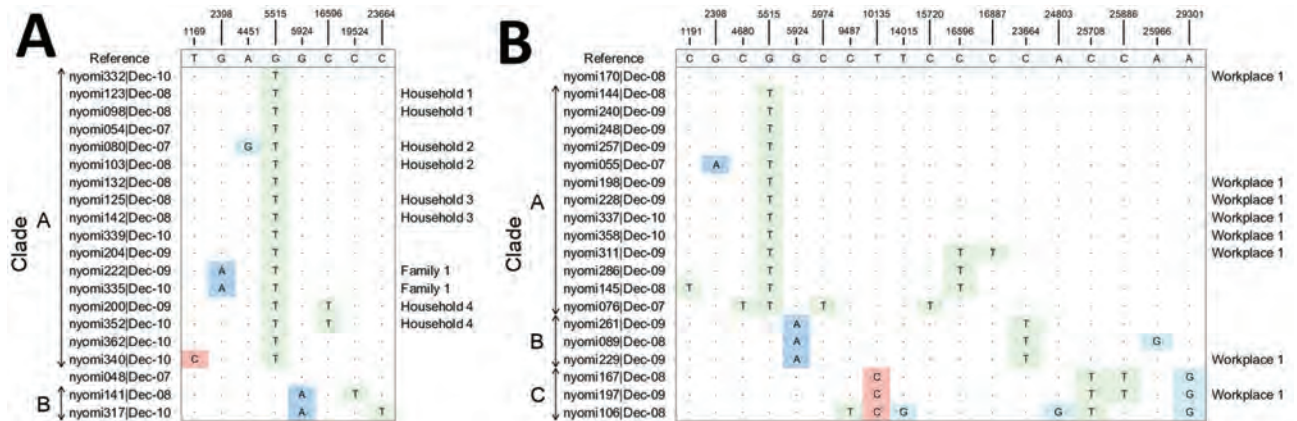 A
2398 5515 16596 23664
1169 4451 5924 19524
Reference T G A G G C C C
Clade
A
nyomi332|Dec-10 · · · T · · · ·
nyomi123|Dec-08 · · · T · · · · Household 1
nyomi098|Dec-08 · · · T · · · · Household 1
nyomi054|Dec-07 · · · T · · · ·
nyomi080|Dec-07 · · G T · · · · Household 2
nyomi103|Dec-08 · · · T · · · · Household 2
nyomi132|Dec-08 · · · T · · · ·
nyomi125|Dec-08 · · · T · · · · Household 3
nyomi142|Dec-08 · · · T · · · · Household 3
nyomi339|Dec-10 · · · T · · · ·
nyomi204|Dec-09 · · · T · · · ·
nyomi222|Dec-09 · A · T · · · · Family 1
nyomi335|Dec-10 · A · T · · · · Family 1
nyomi200|Dec-09 · · · T · T · · Household 4
nyomi352|Dec-10 · · · T · T · · Household 4
nyomi362|Dec-10 · · · T · · · ·
nyomi340|Dec-10 C · · T · · · ·
nyomi048|Dec-07 · · · · · · · ·
B
nyomi141|Dec-08 · · · · A · T ·
nyomi317|Dec-10 · · · · A · · T
B
2398 5515 5974 10135 15720 16887 24803 25886 29301
1191 4680 5924 9487 14015 16596 23664 25708 25966
Reference C G C G G C C T T C C C C A C C A A
Clade
nyomi170|Dec-08 · · · · · · · · · · · · · · · · · · Workplace 1
A
nyomi144|Dec-08 · · · T · · · · · · · · · · · · · ·
nyomi240|Dec-09 · · · T · · · · · · · · · · · · · ·
nyomi248|Dec-09 · · · T · · · · · · · · · · · · · ·
nyomi257|Dec-09 · · · T · · · · · · · · · · · · · ·
nyomi055|Dec-07 · A · T · · · · · · · · · · · · · ·
nyomi198|Dec-09 · · · T · · · · · · · · · · · · · · Workplace 1
nyomi228|Dec-09 · · · T · · · · · · · · · · · · · · Workplace 1
nyomi337|Dec-10 · · · T · · · · · · · · · · · · · · Workplace 1
nyomi358|Dec-10 · · · T · · · · · · · · · · · · · · Workplace 1
nyomi311|Dec-09 · · · T · · · · · · T T · · · · · · Workplace 1
nyomi286|Dec-09 · · · T · · · · · · T · · · · · · ·
nyomi145|Dec-08 T · · T · · · · · · T · · · · · · ·
nyomi076|Dec-07 · · T T · T · · · T · · · · · · · ·
B
nyomi261|Dec-09 · · · · A · · · · · · · T · · · · ·
nyomi089|Dec-08 · · · · A · · · · · · · T · · · G ·
nyomi229|Dec-09 · · · · A · · · · · · · T · · · · · Workplace 1
C
nyomi167|Dec-08 · · · · · · · C · · · · · · T T · G
nyomi197|Dec-09 · · · · · · · C · · · · · · T T · G Workplace 1
nyomi106|Dec-08 · · · · · · T C G · · · · G T · · G